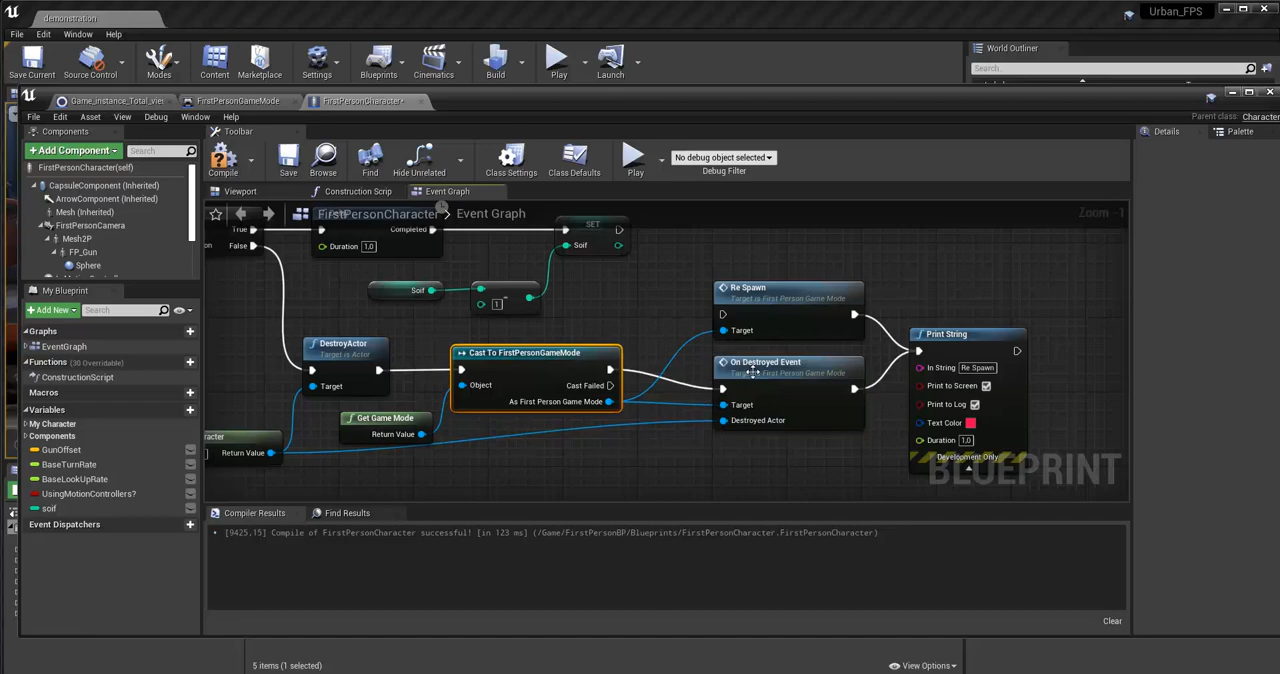 demonstration
Urban_FPS
File Edit Window Help
World Outliner
Save Current
Source Control
Modes
Content
Marketplace
Settings
Blueprints
Cinematics
Build
Play
Launch
Search.
Game_instance_Total_vie
FirstPersonGameMode
FirstPersonCharacter*
File Edit Asset View Debug Window Help
Parent class: Character
Components
Toolbar
Details
Palette
+ Add Component
Search
Compile
Save
Browse
Find
Hide Unrelated
Class Settings
Class Defaults
Play
No debug object selected
Debug Filter
FirstPersonCharacter(self)
CapsuleComponent (Inherited)
ArrowComponent (Inherited)
Mesh (Inherited)
FirstPersonCamera
Mesh2P
FP_Gun
Sphere
Viewport
Construction Scrip
Event Graph
FirstPersonCharacter > Event Graph
Zoom -1
True
False
Completed
Duration 1,0
SET
Soif
Soif
1
Re Spawn
Target is First Person Game Mode
Target
DestroyActor
Target is Actor
Target
Cast To FirstPersonGameMode
Object
Cast Failed
As First Person Game Mode
Get Game Mode
Return Value
Return Value
On Destroyed Event
Target is First Person Game Mode
Target
Destroyed Actor
Print String
In String Re Spawn
Print to Screen
Print to Log
Text Color
Duration 1,0
Development Only
BLUEPRINT
My Blueprint
+ Add New
Search
Graphs
EventGraph
Functions (30 Overridable)
ConstructionScript
Macros
Variables
My Character
Components
GunOffset
BaseTurnRate
BaseLookUpRate
UsingMotionControllers?
soif
Event Dispatchers
Compiler Results
Find Results
[9425,15] Compile of FirstPersonCharacter successful! [in 123 ms] (/Game/FirstPersonBP/Blueprints/FirstPersonCharacter.FirstPersonCharacter)
Clear
5 items (1 selected)
View Options